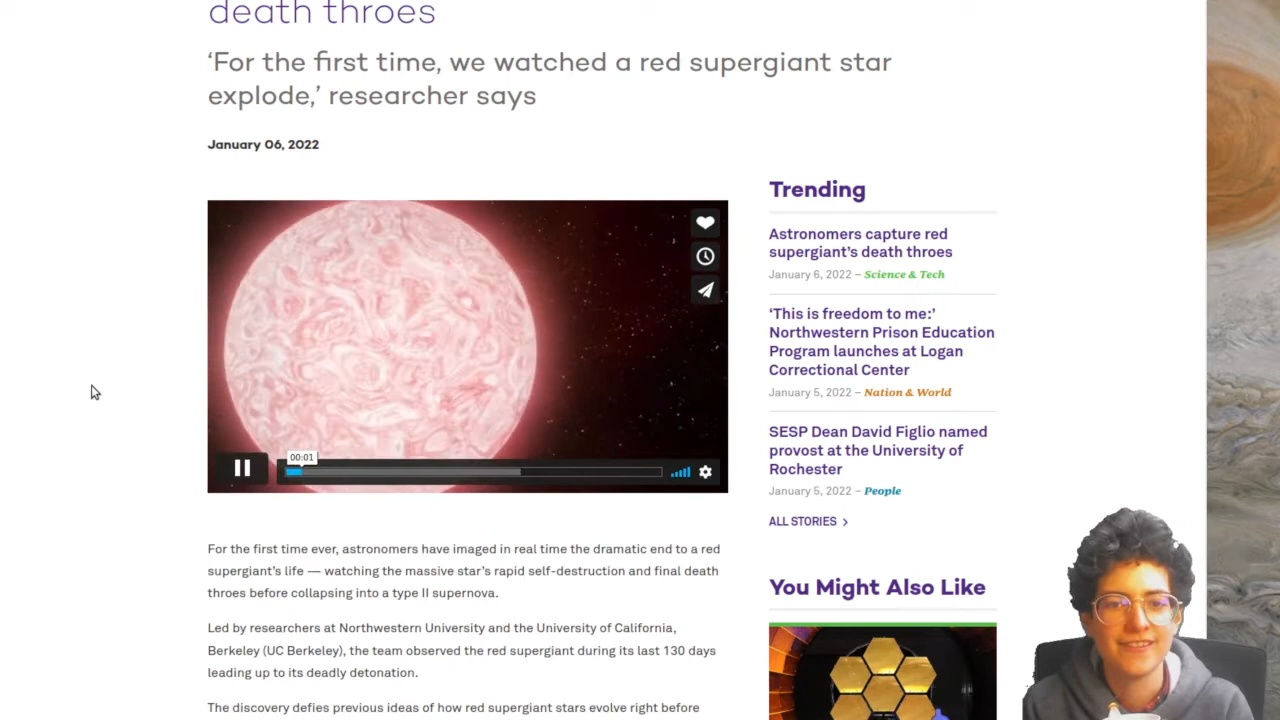 death throes
‘For the first time, we watched a red supergiant star
explode,’ researcher says
January 06, 2022
00:01
For the first time ever, astronomers have imaged in real time the dramatic end to a red
supergiant’s life — watching the massive star’s rapid self-destruction and final death
throes before collapsing into a type II supernova.
Led by researchers at Northwestern University and the University of California,
Berkeley (UC Berkeley), the team observed the red supergiant during its last 130 days
leading up to its deadly detonation.
The discovery defies previous ideas of how red supergiant stars evolve right before
Trending
Astronomers capture red
supergiant’s death throes
January 6, 2022 – Science & Tech
‘This is freedom to me:’
Northwestern Prison Education
Program launches at Logan
Correctional Center
January 5, 2022 – Nation & World
SESP Dean David Figlio named
provost at the University of
Rochester
January 5, 2022 – People
ALL STORIES >
You Might Also Like